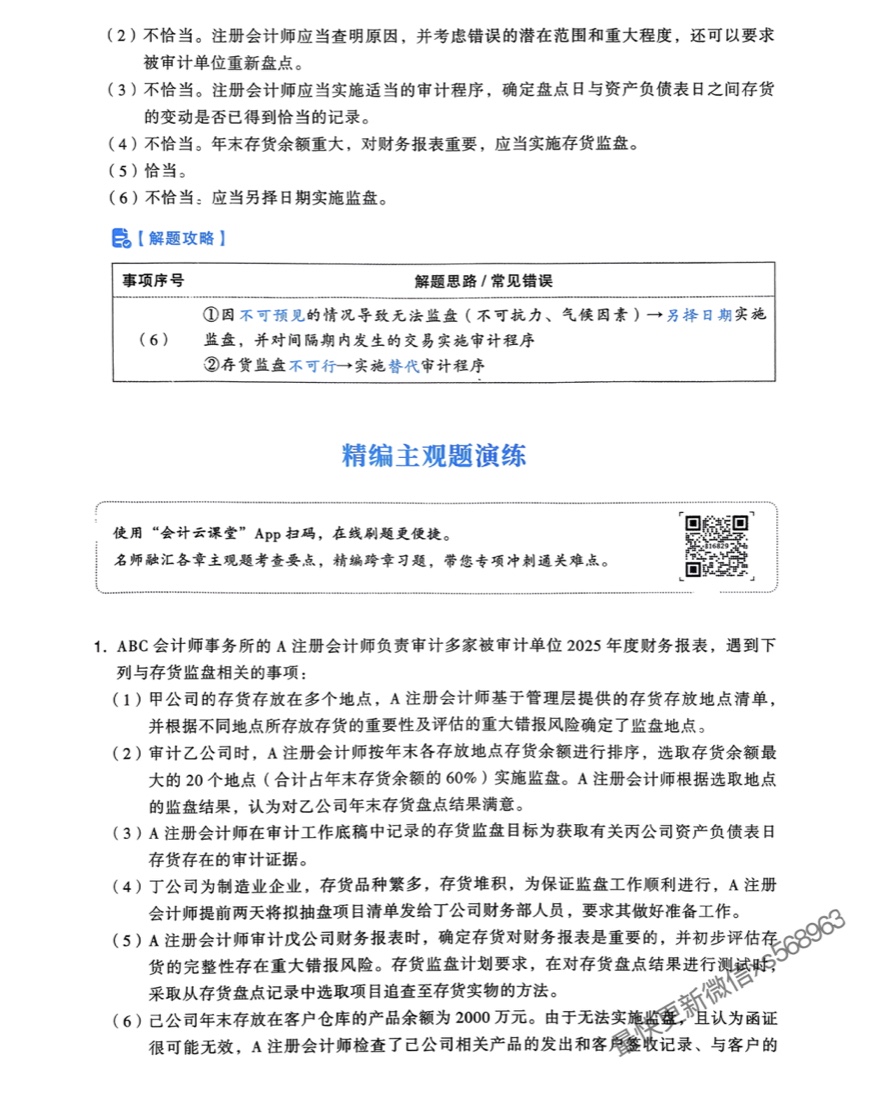 （2）不恰当。注册会计师应当查明原因，并考虑错误的潜在范围和重大程度，还可以要求
被审计单位重新盘点。
（3）不恰当。注册会计师应当实施适当的审计程序，确定盘点日与资产负债表日之间存货
的变动是否已得到恰当的记录。
（4）不恰当。年末存货余额重大，对财务报表重要，应当实施存货监盘。
（5）恰当。
（6）不恰当。应当另择日期实施监盘。
【解题攻略】
事项序号 解题思路/常见错误
（6）
①因不可预见的情况导致无法监盘（不可抗力、气候因素）→另择日期实施
监盘，并对间隔期内发生的交易实施审计程序
②存货监盘不可行→实施替代审计程序
精编主观题演练
使用“会计云课堂”App扫码，在线刷题更便捷。
名师融汇各章主观题考查要点，精编跨章习题，带您专项冲刺通关难点。
816829
1. ABC会计师事务所的A注册会计师负责审计多家被审计单位2025年度财务报表，遇到下
列与存货监盘相关的事项：
（1）甲公司的存货存放在多个地点，A注册会计师基于管理层提供的存货存放地点清单，
并根据不同地点所存放存货的重要性及评估的重大错报风险确定了监盘地点。
（2）审计乙公司时，A注册会计师按年末各存放地点存货余额进行排序，选取存货余额最
大的20个地点（合计占年末存货余额的60%）实施监盘。A注册会计师根据选取地点
的监盘结果，认为对乙公司年末存货盘点结果满意。
（3）A注册会计师在审计工作底稿中记录的存货监盘目标为获取有关丙公司资产负债表日
存货存在的审计证据。
（4）丁公司为制造业企业，存货品种繁多，存货堆积，为保证监盘工作顺利进行，A注册
会计师提前两天将拟抽盘项目清单发给丁公司财务部人员，要求其做好准备工作。
（5）A注册会计师审计戊公司财务报表时，确定存货对财务报表是重要的，并初步评估存
货的完整性存在重大错报风险。存货监盘计划要求，在对存货盘点结果进行测试时，
采取从存货盘点记录中选取项目追查至存货实物的方法。
（6）己公司年末存放在客户仓库的产品余额为2000万元。由于无法实施监盘，且认为函证
很可能无效，A注册会计师检查了己公司相关产品的发出和客户签收记录、与客户的
最快更新微信xs568963